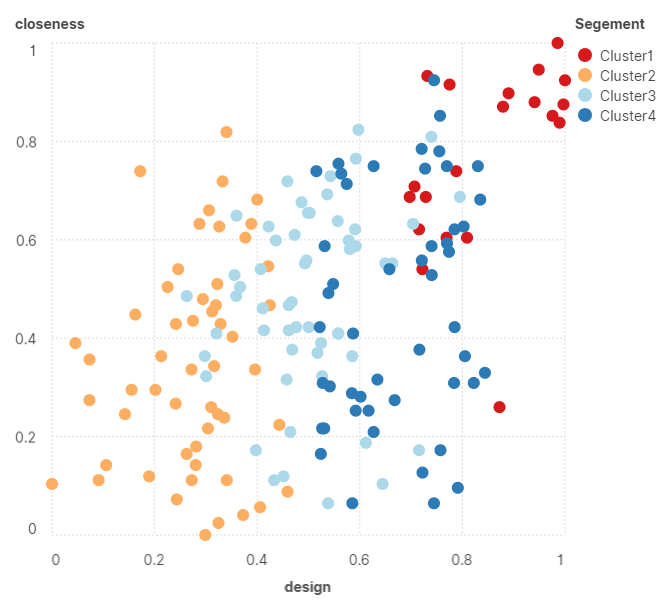 closeness
Segement
Cluster1
Cluster2
Cluster3
Cluster4
1
0.8
0.6
0.4
0.2
0
0 0.2 0.4 0.6 0.8 1
design